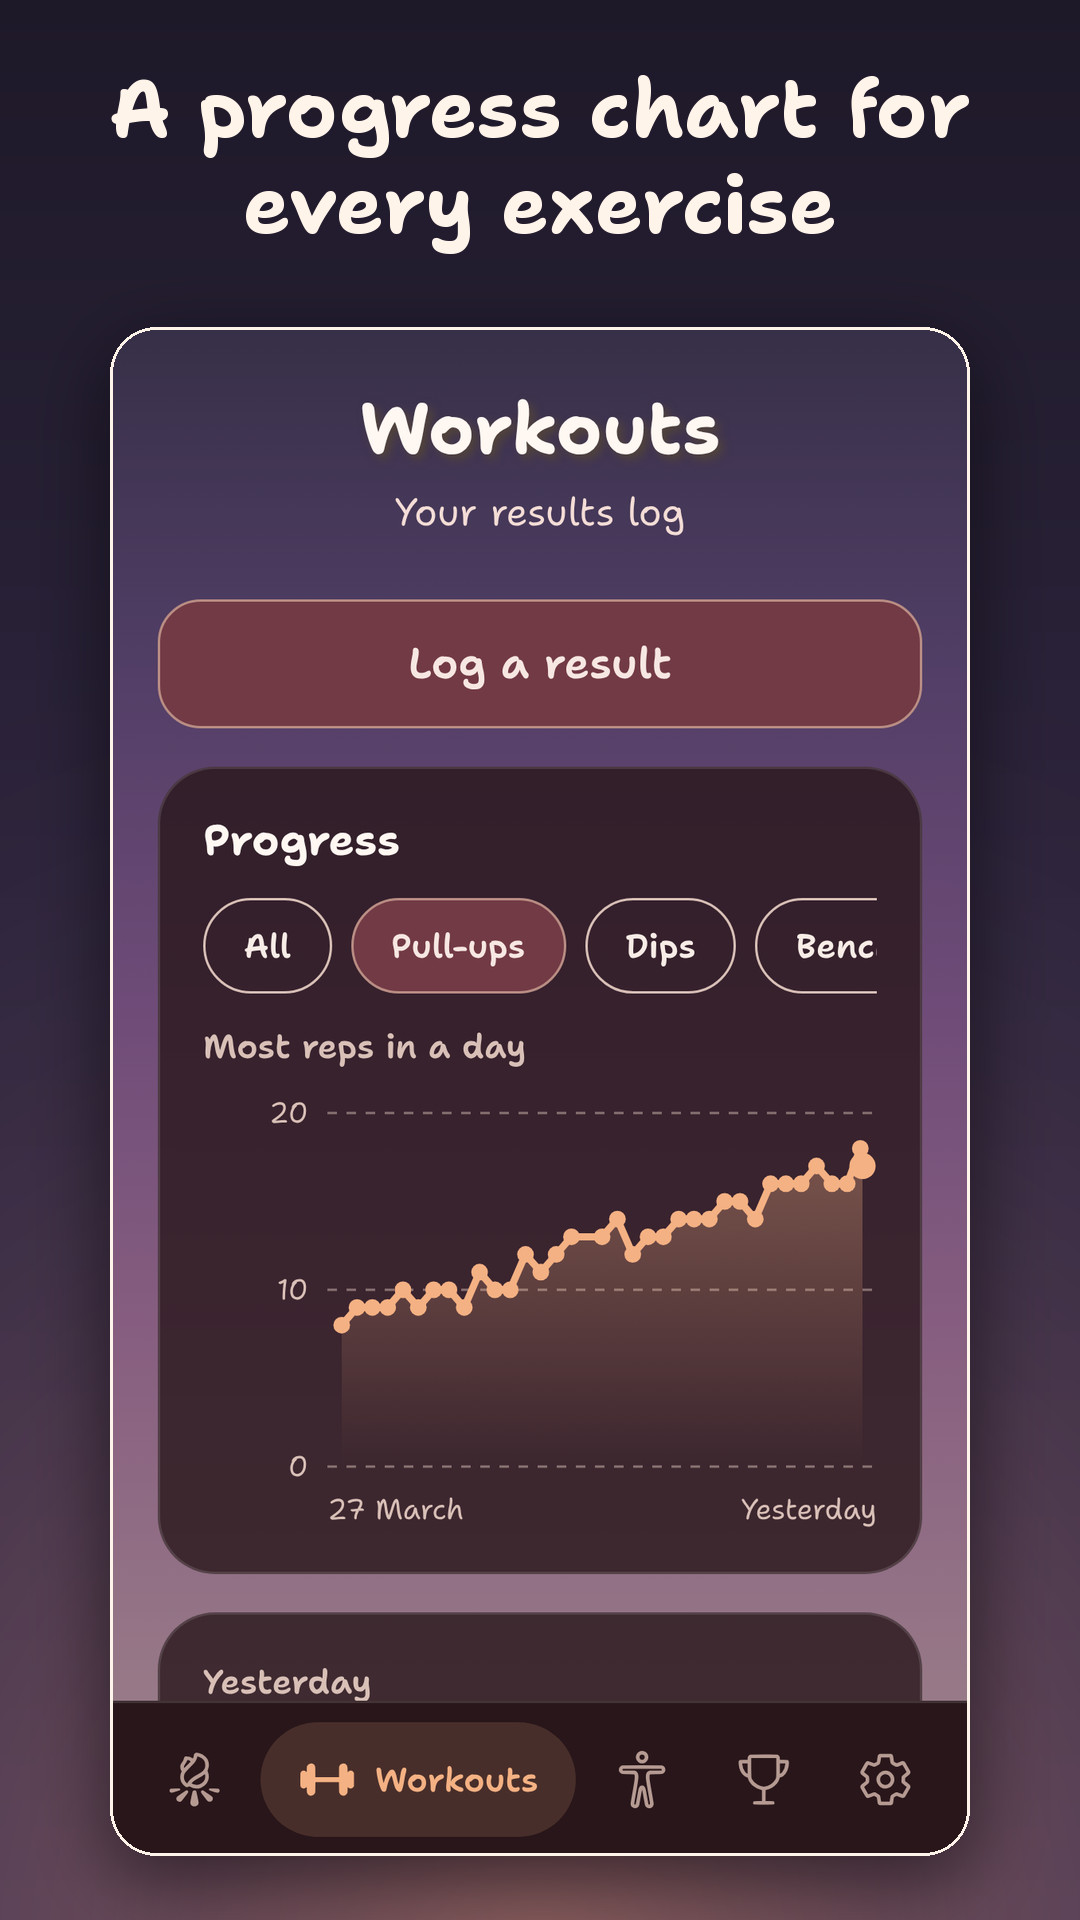 A progress chart for
every exercise
Workouts
Your results log
Log a result
Progress
All
Pull-ups
Dips
Benc
Most reps in a day
20
10
0
27 March
Yesterday
Yesterday
Workouts